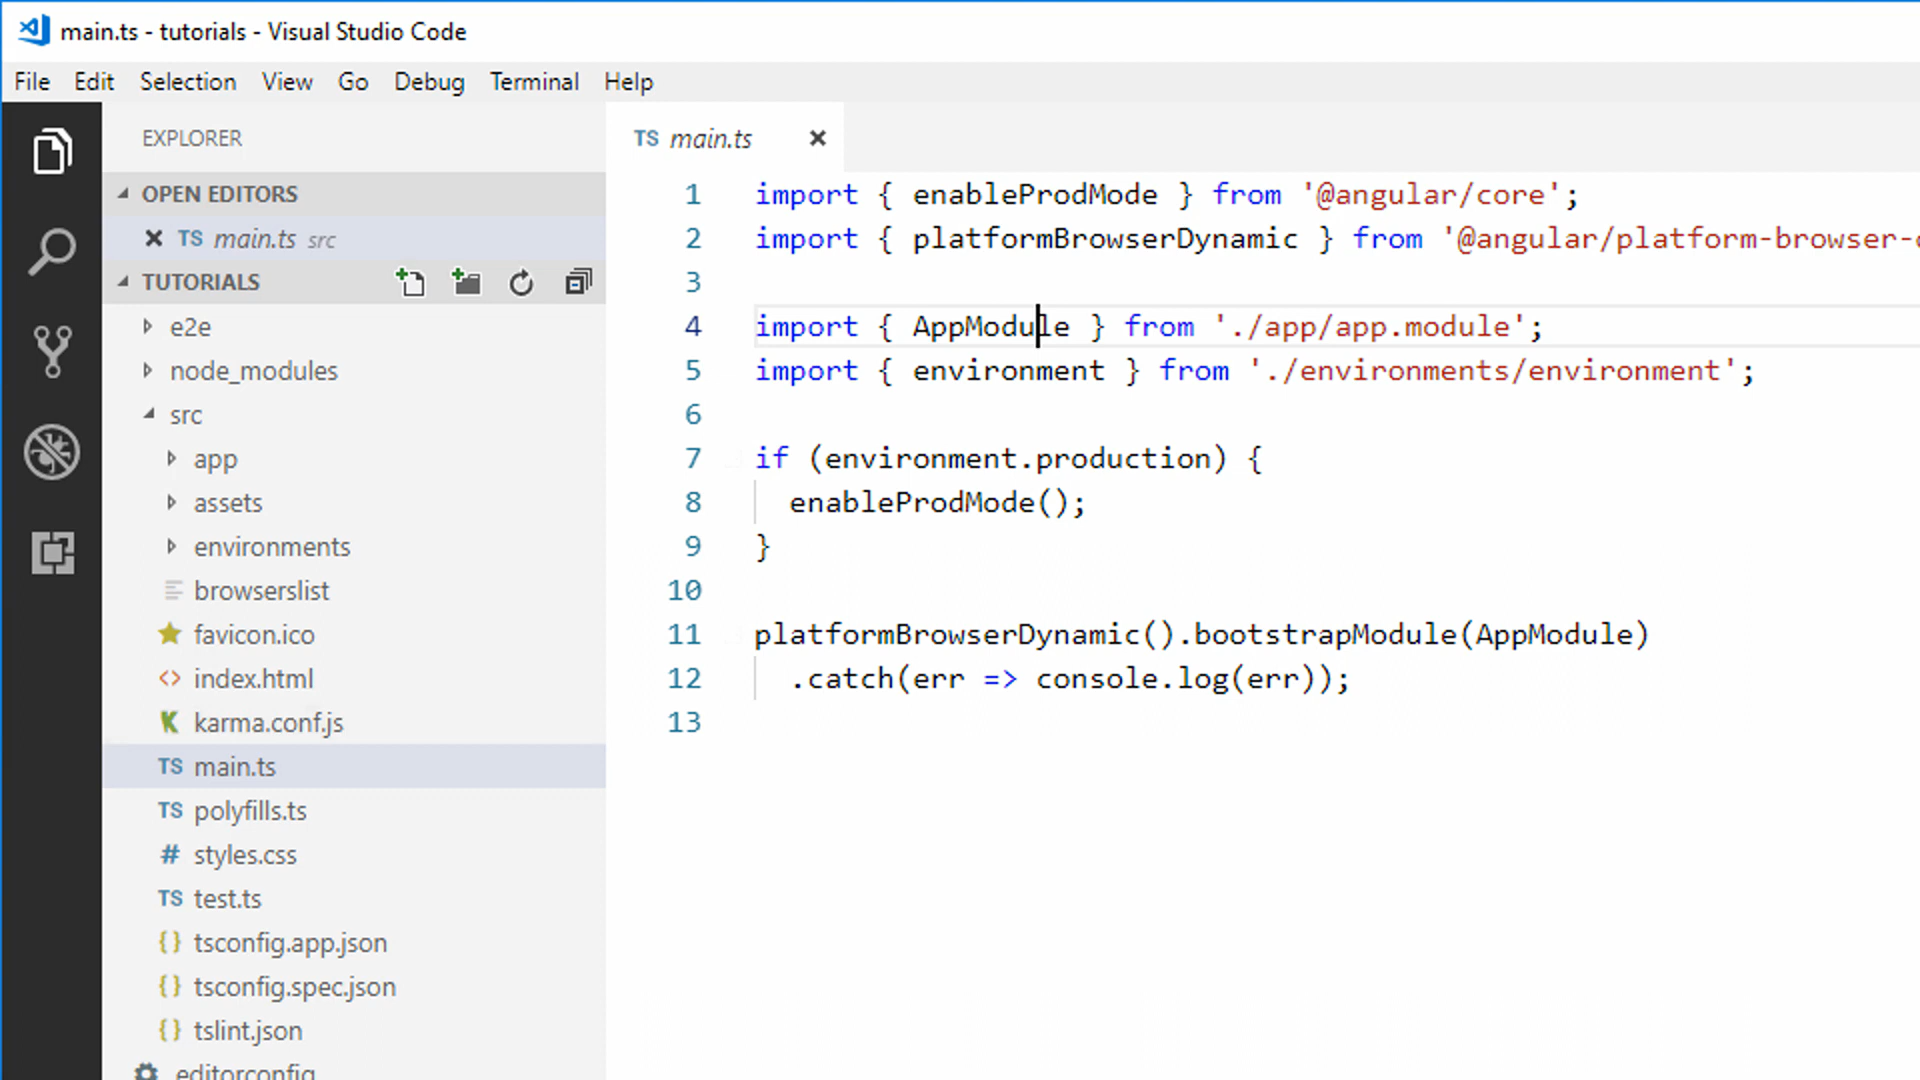 main.ts - tutorials - Visual Studio Code
File Edit Selection View Go Debug Terminal Help
EXPLORER
OPEN EDITORS
TS main.ts src
TUTORIALS
e2e
node_modules
src
app
assets
environments
browserslist
favicon.ico
<> index.html
K karma.conf.js
TS main.ts
TS polyfills.ts
# styles.css
TS test.ts
{} tsconfig.app.json
{} tsconfig.spec.json
{} tslint.json
editorconfig
TS main.ts
1 import { enableProdMode } from '@angular/core';
2 import { platformBrowserDynamic } from '@angular/platform-browser-
3
4 import { AppModule } from './app/app.module';
5 import { environment } from './environments/environment';
6
7 if (environment.production) {
8 enableProdMode();
9 }
10
11 platformBrowserDynamic().bootstrapModule(AppModule)
12 .catch(err => console.log(err));
13